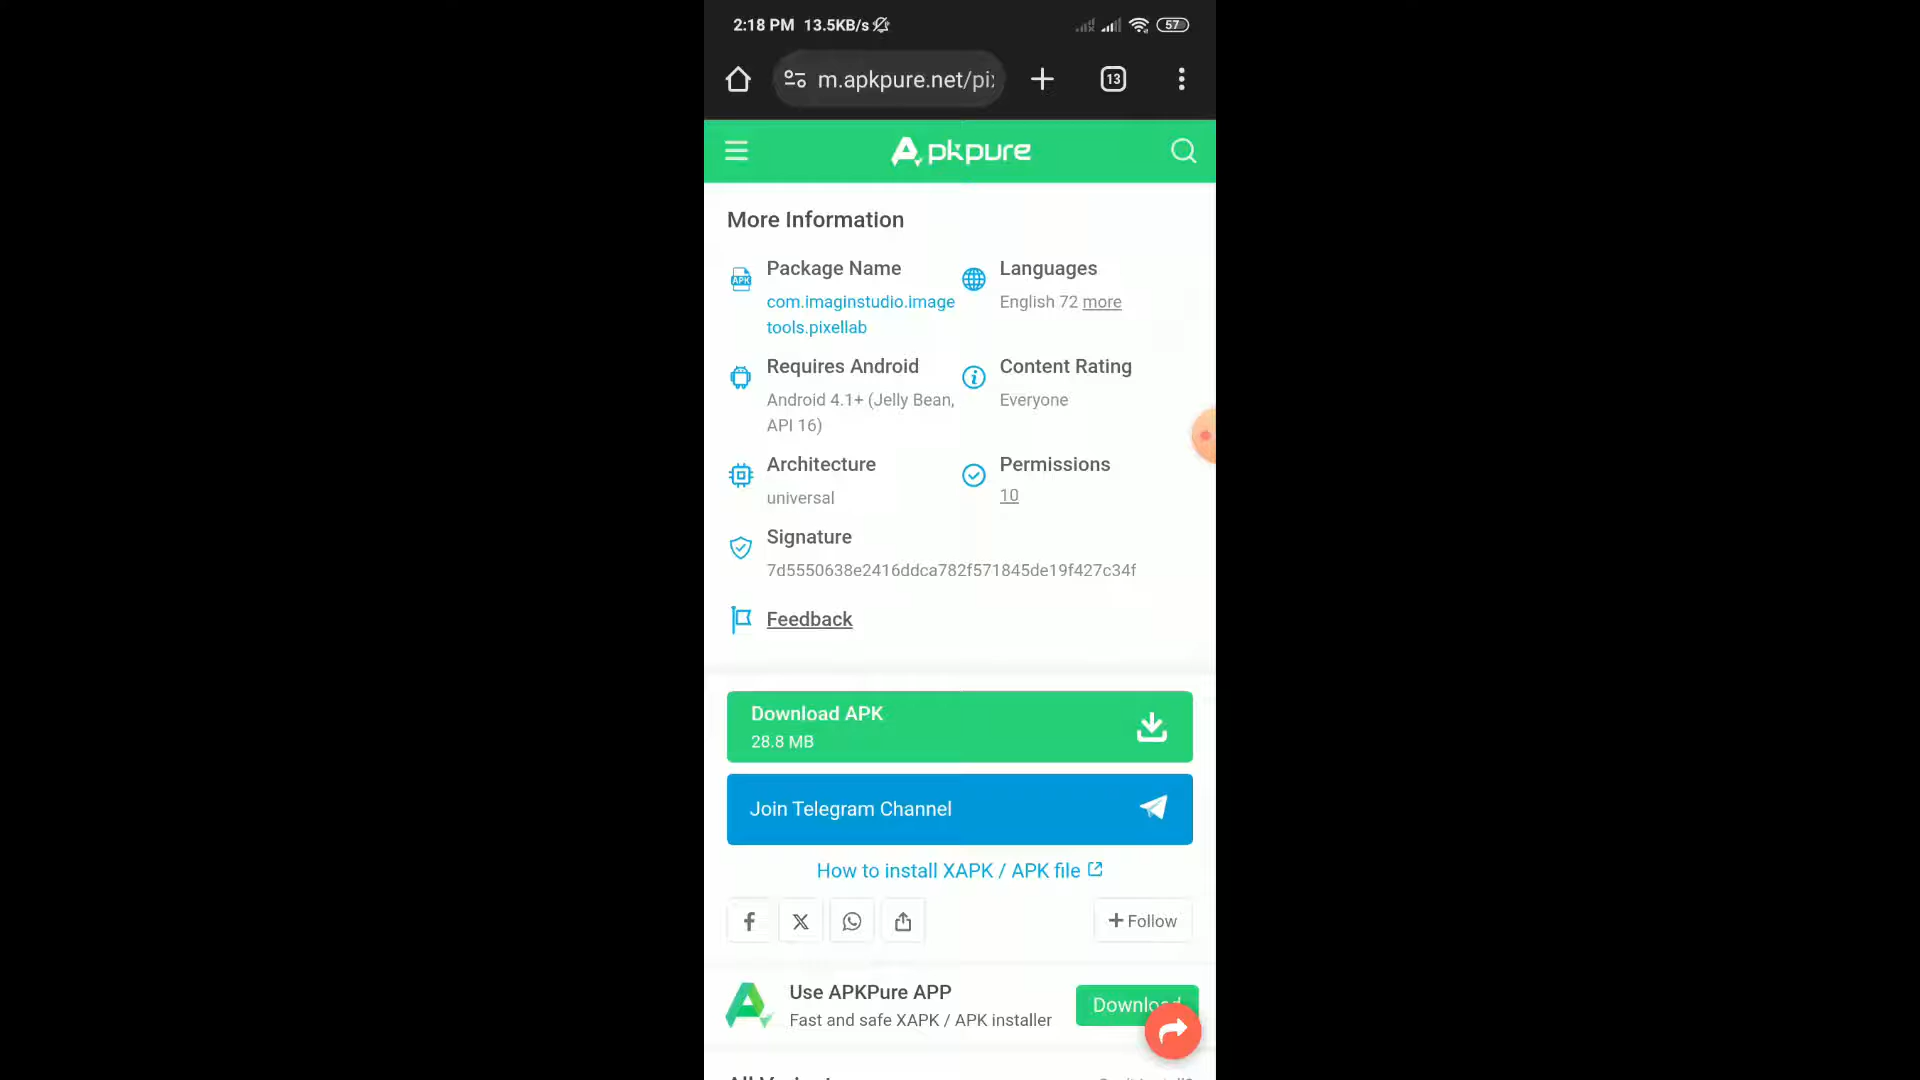 2:18 PM 13.5KB/s 57
m.apkpure.net/pi 13
Apkpure
More Information
Package Name
com.imaginstudio.image
tools.pixellab
Languages
English 72 more
Requires Android
Android 4.1+ (Jelly Bean,
API 16)
Content Rating
Everyone
Architecture
universal
Permissions
10
Signature
7d5550638e2416ddca782f571845de19f427c34f
Feedback
Download APK
28.8 MB
Join Telegram Channel
How to install XAPK / APK file
Follow
Use APKPure APP
Fast and safe XAPK / APK installer
Download